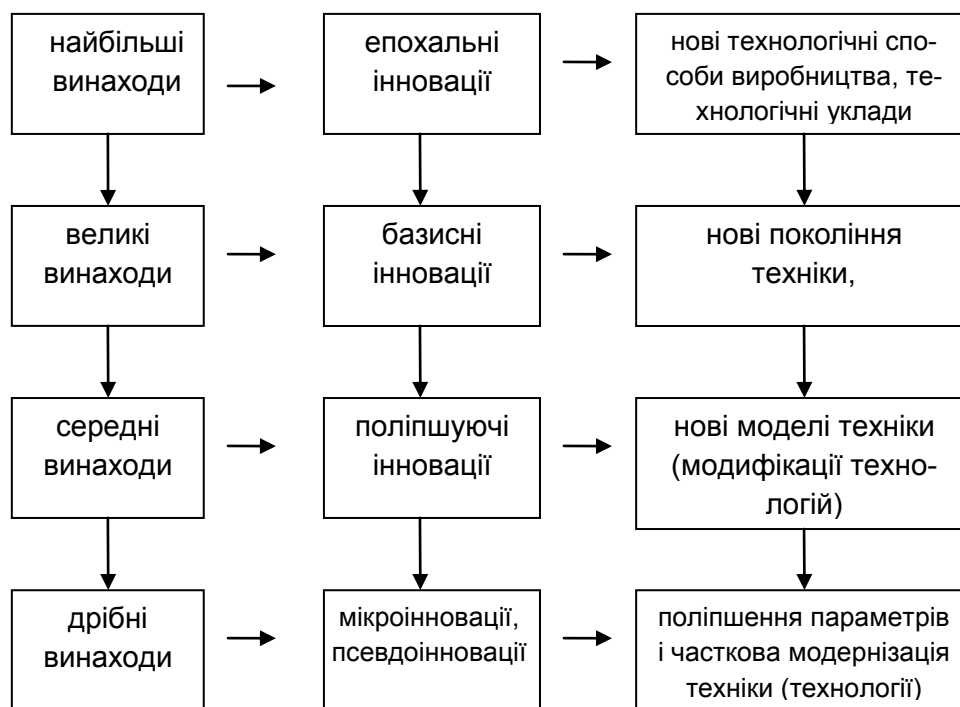 найбільші
винаходи
епохальні
інновації
нові технологічні спо-
соби виробництва, те-
хнологічні уклади
великі
винаходи
базисні
інновації
нові покоління
техніки,
середні
винаходи
поліпшуючі
інновації
нові моделі техніки
(модифікації техно-
логій)
дрібні
винаходи
мікроінновації,
псевдоінновації
поліпшення параметрів
і часткова модернізація
техніки (технології)